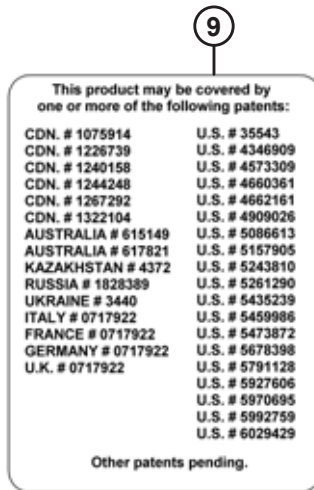 9
This product may be covered by
one or more of the following patents:
CDN. # 1075914
CDN. # 1226739
CDN. # 1240158
CDN. # 1244248
CDN. # 1267292
CDN. # 1322104
AUSTRALIA # 615149
AUSTRALIA # 617821
KAZAKHSTAN # 4372
RUSSIA # 1828389
UKRAINE # 3440
ITALY # 0717922
FRANCE # 0717922
GERMANY # 0717922
U.K. # 0717922
U.S. # 35543
U.S. # 4346909
U.S. # 4573309
U.S. # 4660361
U.S. # 4662161
U.S. # 4909026
U.S. # 5086613
U.S. # 5157905
U.S. # 5243810
U.S. # 5261290
U.S. # 5435239
U.S. # 5459986
U.S. # 5473872
U.S. # 5678398
U.S. # 5791128
U.S. # 5927606
U.S. # 5970695
U.S. # 5992759
U.S. # 6029429
Other patents pending.